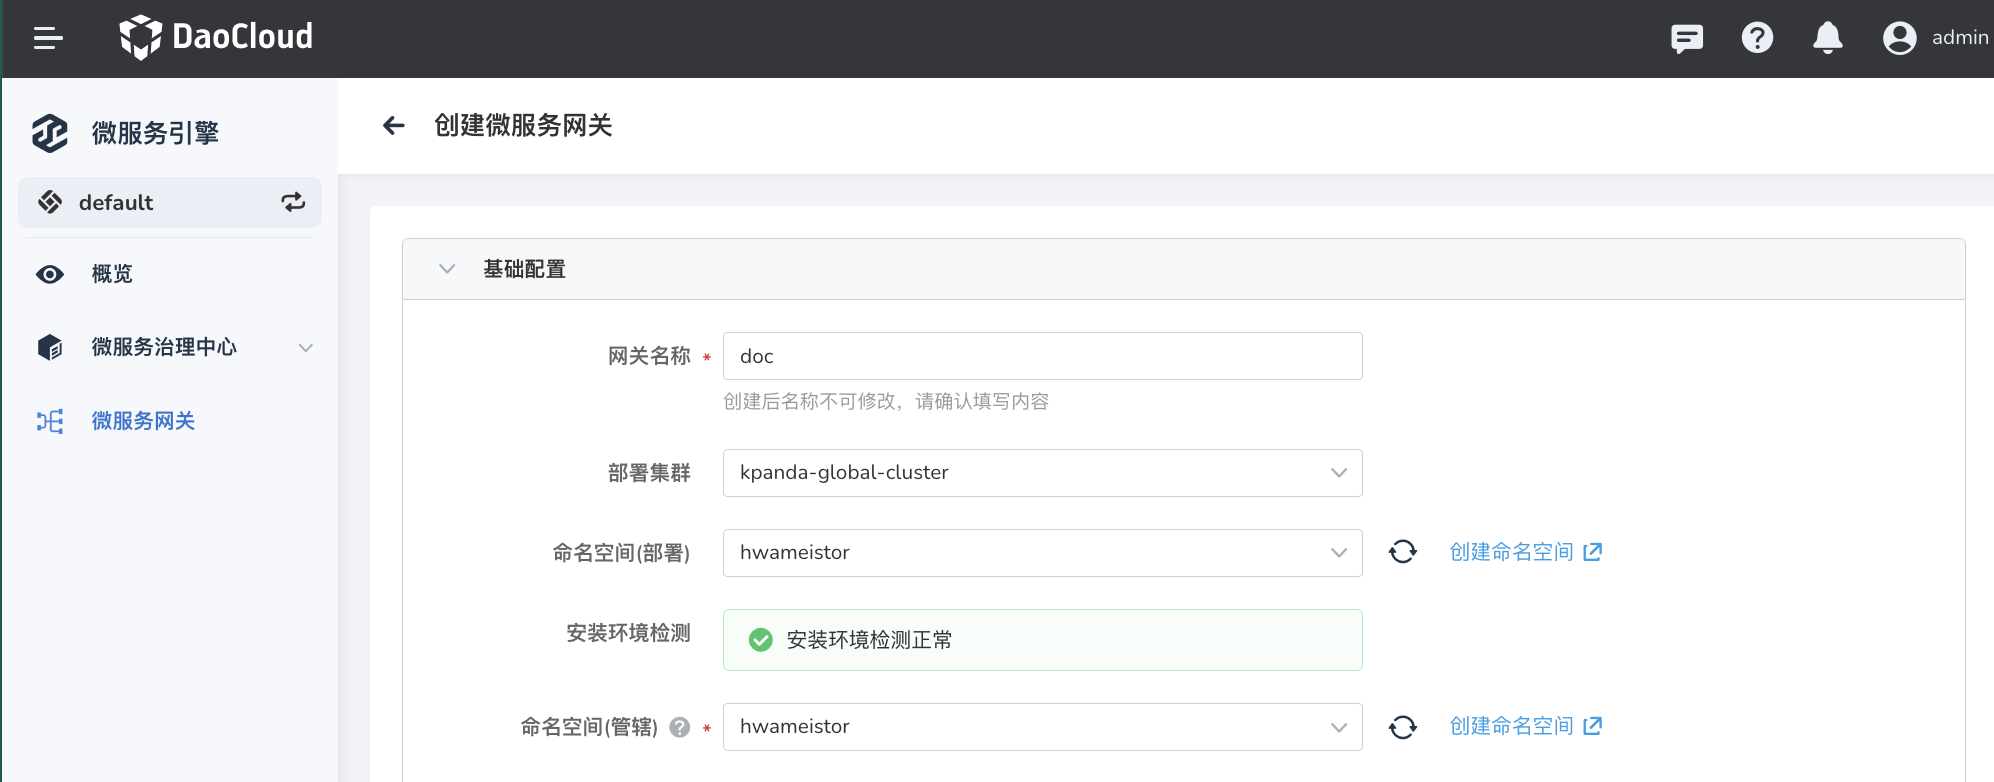 DaoCloud
admin
微服务引擎
default
概览
微服务治理中心
微服务网关
创建微服务网关
基础配置
网关名称 * doc
创建后名称不可修改，请确认填写内容
部署集群 kpanda-global-cluster
命名空间(部署) hwameistor 创建命名空间
安装环境检测 安装环境检测正常
命名空间(管辖) ? * hwameistor 创建命名空间